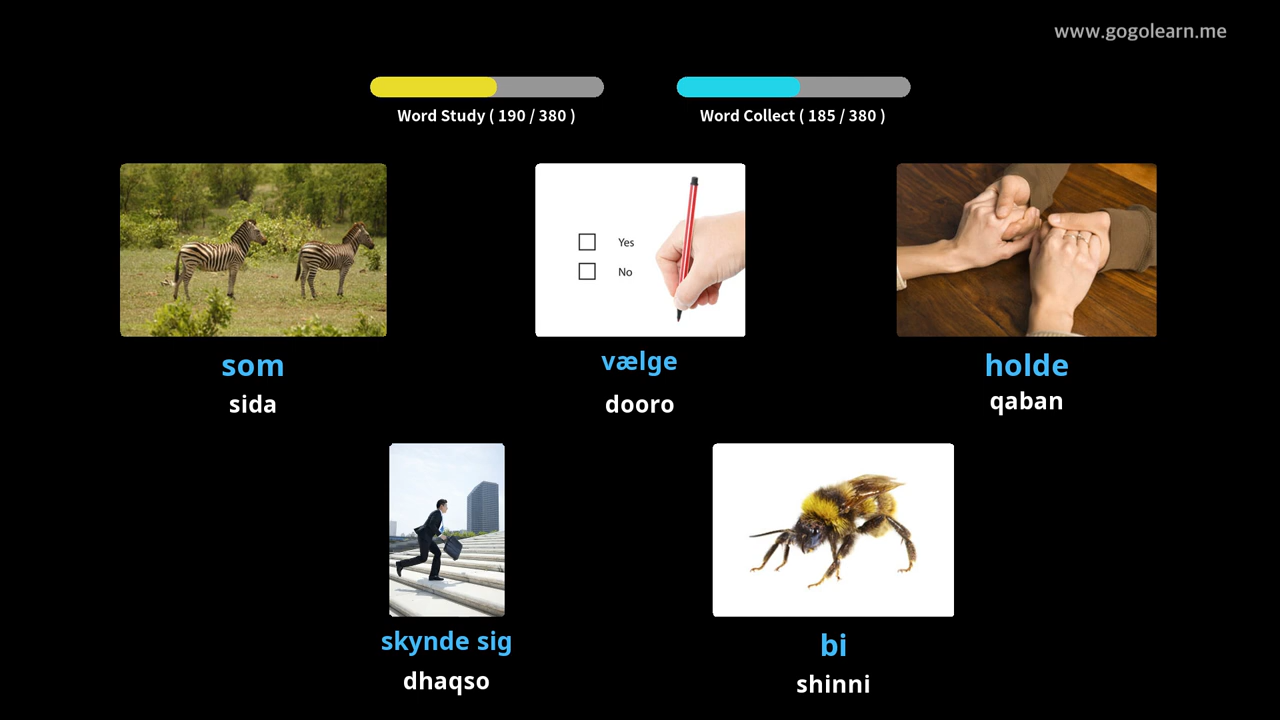 www.gogolearn.me
Word Study ( 190 / 380 )
Word Collect ( 185 / 380 )
Yes
No
som
sida
vælge
dooro
holde
qaban
skynde sig
dhaqso
bi
shinni